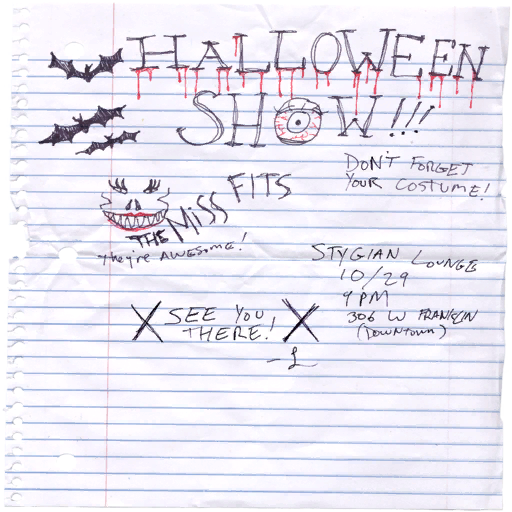 HALLOWEEN
SHOW!!!
DON'T FORGET
YOUR COSTUME!
THE MISS FITS
They're AWESOME!
STYGIAN LOUNGE
10/29
9 PM
306 W FRANKLIN
(DOWNTOWN)
X SEE YOU THERE! X
-L